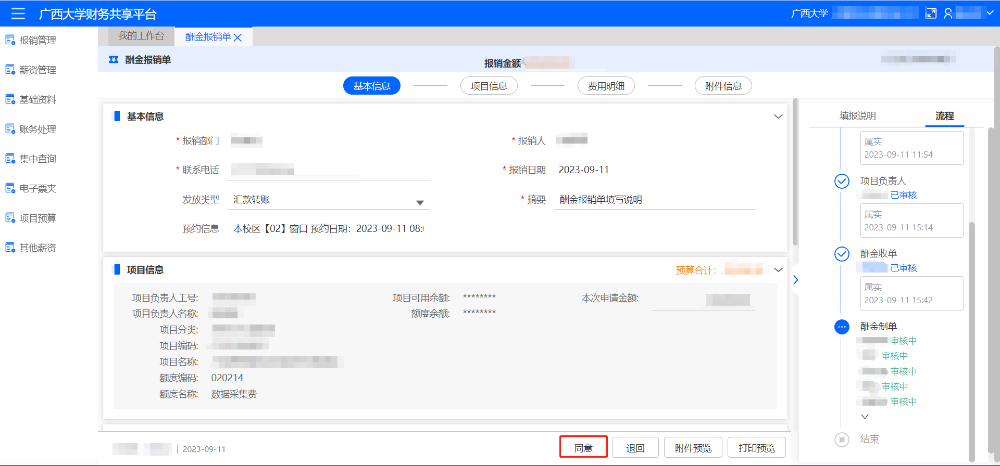 广西大学财务共享平台
广西大学
报销管理
薪资管理
基础资料
账务处理
集中查询
电子票夹
项目预算
其他薪资
我的工作台
酬金报销单
酬金报销单
报销金额
基本信息
项目信息
费用明细
附件信息
基本信息
* 报销部门
* 报销人
* 联系电话
* 报销日期 2023-09-11
发放类型 汇款转账
* 摘要 酬金报销单填写说明
预约信息 本校区【02】窗口 预约日期：2023-09-11 08:
项目信息
预算合计：
项目负责人工号:
项目可用余额: ********
本次申请金额:
项目负责人名称:
额度余额: ********
项目分类:
项目编码:
项目名称:
额度编码: 020214
额度名称: 数据采集费
| 2023-09-11
同意
退回
附件预览
打印预览
填报说明
流程
属实
2023-09-11 11:54
项目负责人
已审核
属实
2023-09-11 15:14
酬金收单
已审核
属实
2023-09-11 15:42
酬金制单
审核中
审核中
审核中
审核中
审核中
结束